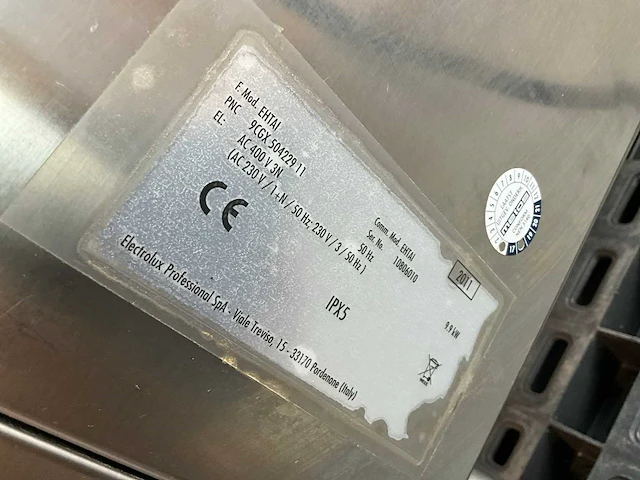 F. Mod. EHTAI Comm. Mod. EHTAI 2011
PNC 9CGX 504229 11 Ser. No. 10806010
EL: AC 400 V 3N 50 Hz 9.9 kW
(AC 230 V / 1+N / 50 Hz; 230 V / 3 / 50 Hz)
CE IPX5
Electrolux Professional SpA - Viale Treviso, 15 - 33170 Pordenone (Italy)